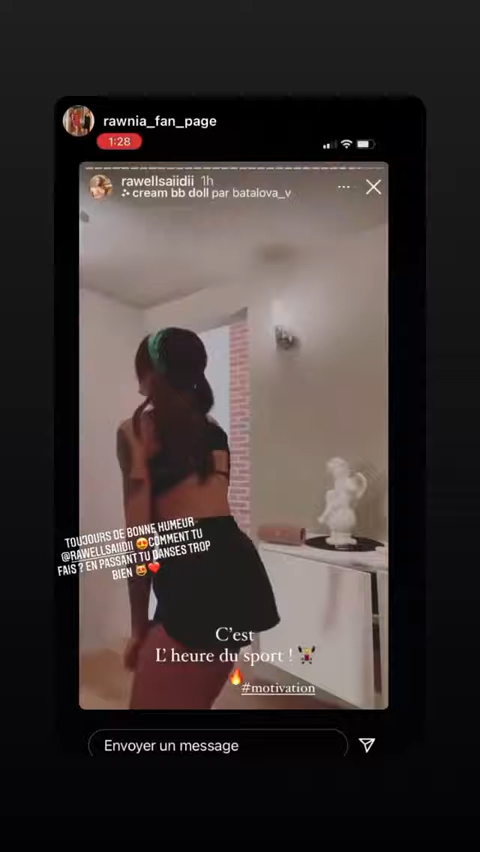 rawnia_fan_page
1:28
rawellsaiidii 1h
cream bb doll par batalova_v
TOUJOURS DE BONNE HUMEUR
@RAWELLSAIIDII 😍COMMENT TU
FAIS ? EN PASSANT TU DANSES TROP
BIEN 😻❤️
C’est
L’heure du sport ! 🏋️
🔥
#motivation
Envoyer un message